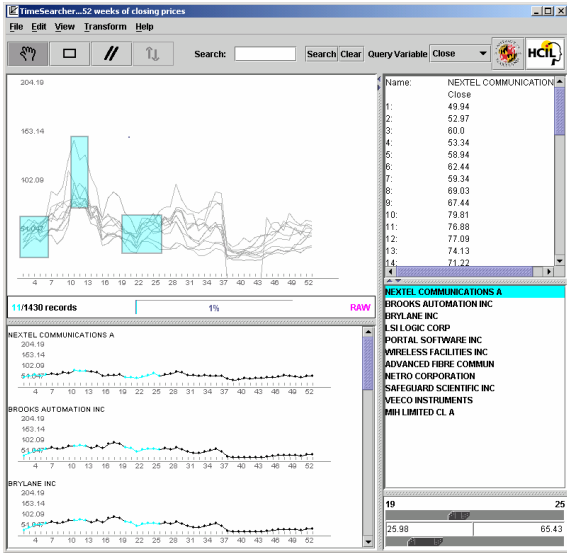 TimeSearcher...52 weeks of closing prices
File Edit View Transform Help
Search: Search Clear Query Variable Close HCIL
204.19
163.14
102.09
51.047
4 7 10 13 16 19 22 25 28 31 34 37 40 43 46 49 52
11/1430 records 1% RAW
Name: NEXTEL COMMUNICATION
Close
1: 49.94
2: 52.97
3: 60.0
4: 53.34
5: 58.94
6: 62.44
7: 59.34
8: 69.03
9: 67.44
10: 79.81
11: 76.88
12: 77.09
13: 74.13
14: 71.22
NEXTEL COMMUNICATIONS A
204.19
163.14
102.09
51.047
4 7 10 13 16 19 22 25 28 31 34 37 40 43 46 49 52
BROOKS AUTOMATION INC
204.19
163.14
102.09
51.047
4 7 10 13 16 19 22 25 28 31 34 37 40 43 46 49 52
BRYLANE INC
204.19
163.14
102.09
51.047
4 7 10 13 16 19 22 25 28 31 34 37 40 43 46 49 52
NEXTEL COMMUNICATIONS A
BROOKS AUTOMATION INC
BRYLANE INC
LSI LOGIC CORP
PORTAL SOFTWARE INC
WIRELESS FACILITIES INC
ADVANCED FIBRE COMMUN
NETRO CORPORATION
SAFEGUARD SCIENTIFIC INC
VEECO INSTRUMENTS
MIH LIMITED CL A
19 25
25.98 65.43